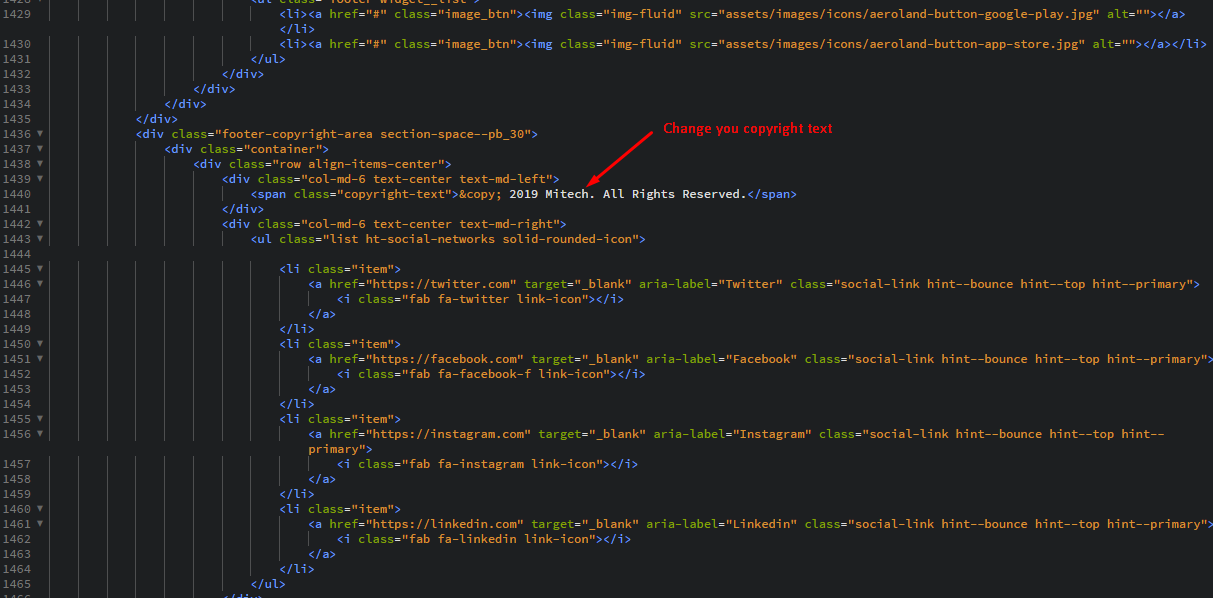 1428 <ul class="footer-widget__list">
1429 <li><a href="#" class="image_btn"><img class="img-fluid" src="assets/images/icons/aeroland-button-google-play.jpg" alt=""></a>
</li>
1430 <li><a href="#" class="image_btn"><img class="img-fluid" src="assets/images/icons/aeroland-button-app-store.jpg" alt=""></a></li>
1431 </ul>
1432 </div>
1433 </div>
1434 </div>
1435 </div>
1436 <div class="footer-copyright-area section-space--pb_30">
Change you copyright text
1437 <div class="container">
1438 <div class="row align-items-center">
1439 <div class="col-md-6 text-center text-md-left">
1440 <span class="copyright-text">&copy; 2019 Mitech. All Rights Reserved.</span>
1441 </div>
1442 <div class="col-md-6 text-center text-md-right">
1443 <ul class="list ht-social-networks solid-rounded-icon">
1444
1445 <li class="item">
1446 <a href="https://twitter.com" target="_blank" aria-label="Twitter" class="social-link hint--bounce hint--top hint--primary">
1447 <i class="fab fa-twitter link-icon"></i>
1448 </a>
1449 </li>
1450 <li class="item">
1451 <a href="https://facebook.com" target="_blank" aria-label="Facebook" class="social-link hint--bounce hint--top hint--primary">
1452 <i class="fab fa-facebook-f link-icon"></i>
1453 </a>
1454 </li>
1455 <li class="item">
1456 <a href="https://instagram.com" target="_blank" aria-label="Instagram" class="social-link hint--bounce hint--top hint--
primary">
1457 <i class="fab fa-instagram link-icon"></i>
1458 </a>
1459 </li>
1460 <li class="item">
1461 <a href="https://linkedin.com" target="_blank" aria-label="Linkedin" class="social-link hint--bounce hint--top hint--primary">
1462 <i class="fab fa-linkedin link-icon"></i>
1463 </a>
1464 </li>
1465 </ul>
1466 </div>